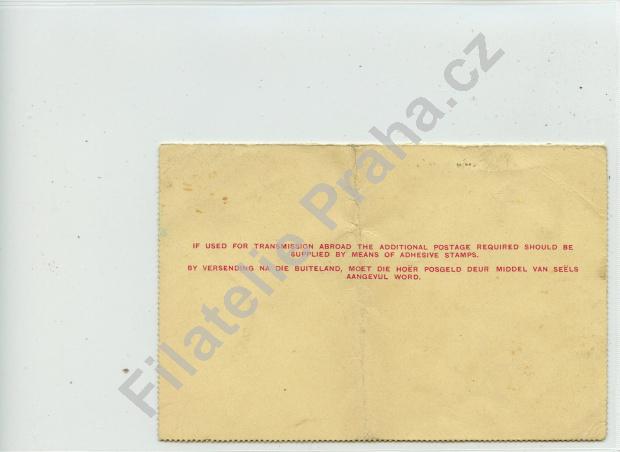 IF USED FOR TRANSMISSION ABROAD THE ADDITIONAL POSTAGE REQUIRED SHOULD BE
SUPPLIED BY MEANS OF ADHESIVE STAMPS.
BY VERSENDING NA DIE BUITELAND, MOET DIE HOËR POSGELD DEUR MIDDEL VAN SEËLS
AANGEVUL WORD.
Filatelie Praha.cz